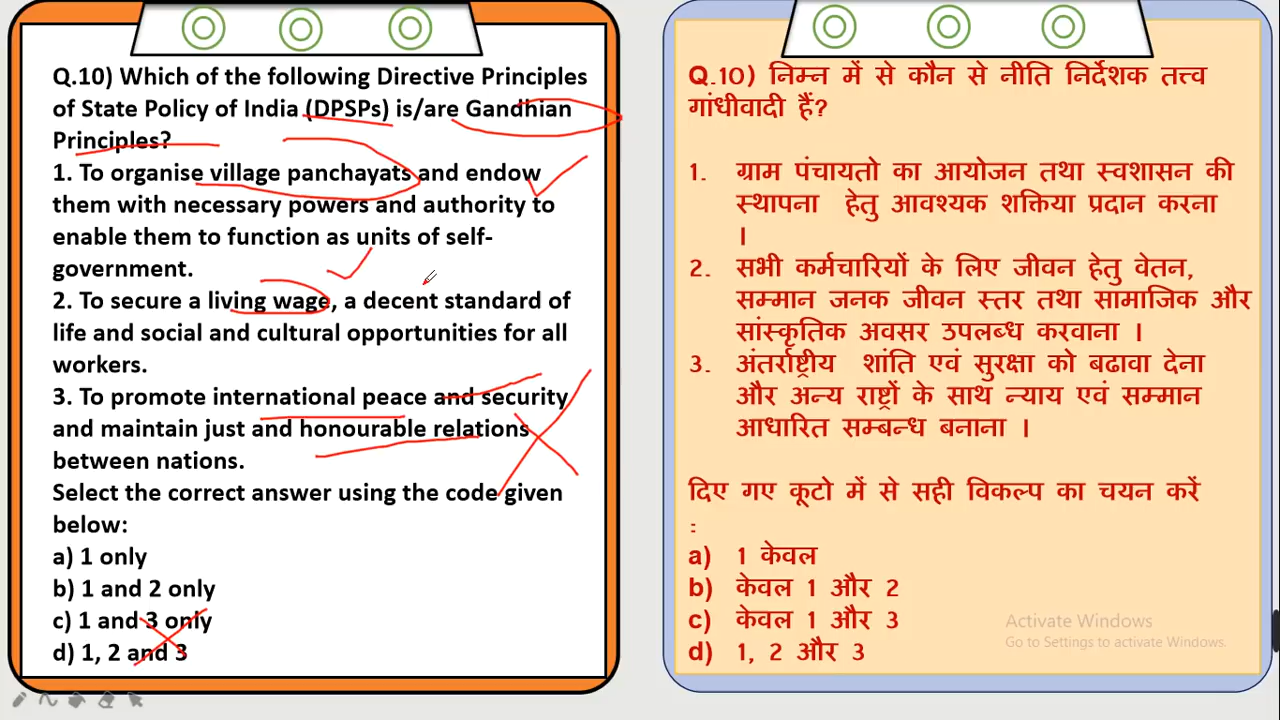 Q.10) Which of the following Directive Principles
of State Policy of India (DPSPs) is/are Gandhian
Principles?
1. To organise village panchayats and endow
them with necessary powers and authority to
enable them to function as units of self-
government.
2. To secure a living wage, a decent standard of
life and social and cultural opportunities for all
workers.
3. To promote international peace and security
and maintain just and honourable relations
between nations.
Select the correct answer using the code given
below:
a) 1 only
b) 1 and 2 only
c) 1 and 3 only
d) 1, 2 and 3
Q.10) निम्न में से कौन से नीति निर्देशक तत्त्व
गांधीवादी हैं?
1. ग्राम पंचायतो का आयोजन तथा स्वशासन की
स्थापना हेतु आवश्यक शक्तिया प्रदान करना
।
2. सभी कर्मचारियों के लिए जीवन हेतु वेतन,
सम्मान जनक जीवन स्तर तथा सामाजिक और
सांस्कृतिक अवसर उपलब्ध करवाना ।
3. अंतर्राष्ट्रीय शांति एवं सुरक्षा को बढावा देना
और अन्य राष्ट्रों के साथ न्याय एवं सम्मान
आधारित सम्बन्ध बनाना ।
दिए गए कूटो में से सही विकल्प का चयन करें
:
a) 1 केवल
b) केवल 1 और 2
c) केवल 1 और 3
d) 1, 2 और 3
Activate Windows
Go to Settings to activate Windows.